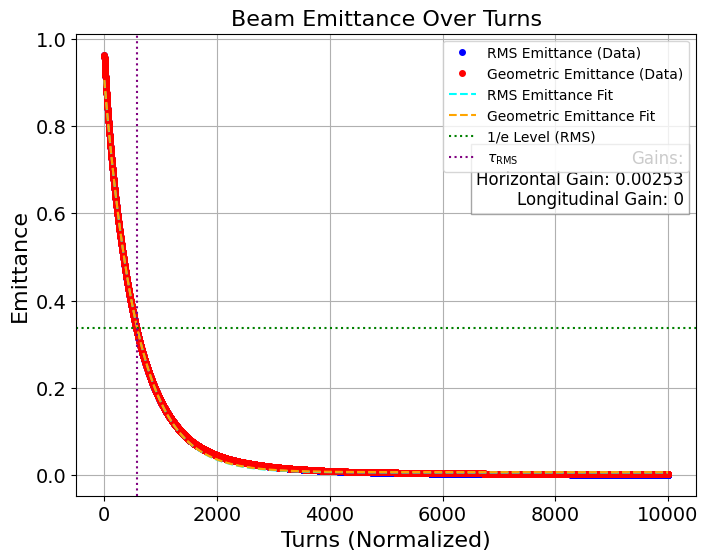 Beam Emittance Over Turns
1.0
0.8
0.6
0.4
0.2
0.0
Emittance
RMS Emittance (Data)
Geometric Emittance (Data)
RMS Emittance Fit
Geometric Emittance Fit
1/e Level (RMS)
τRMS
Gains:
Horizontal Gain: 0.00253
Longitudinal Gain: 0
0 2000 4000 6000 8000 10000
Turns (Normalized)